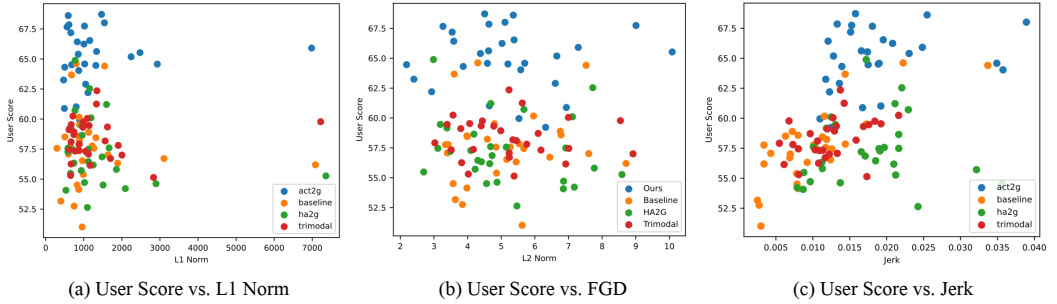 67.5
65.0
62.5
60.0
57.5
55.0
52.5
User Score
0 1000 2000 3000 4000 5000 6000 7000
L1 Norm
act2g
baseline
ha2g
trimodal
(a) User Score vs. L1 Norm
67.5
65.0
62.5
60.0
57.5
55.0
52.5
User Score
2 3 4 5 6 7 8 9 10
L2 Norm
Ours
Baseline
HA2G
Trimodal
(b) User Score vs. FGD
67.5
65.0
62.5
60.0
57.5
55.0
52.5
User Score
0.005 0.010 0.015 0.020 0.025 0.030 0.035 0.040
Jerk
act2g
baseline
ha2g
trimodal
(c) User Score vs. Jerk